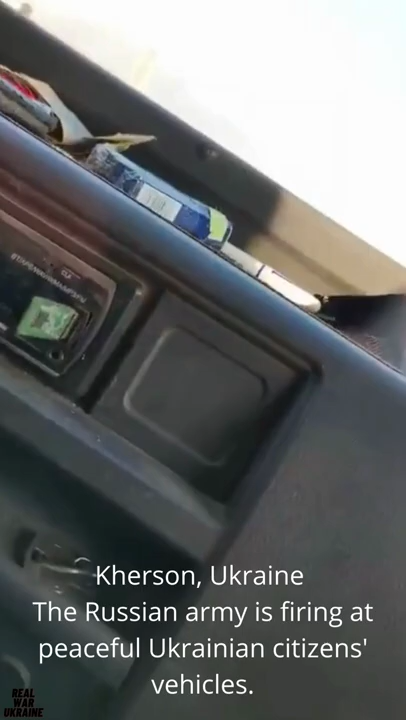 Kherson, Ukraine
The Russian army is firing at
peaceful Ukrainian citizens'
vehicles.
REAL
WAR
UKRAINE